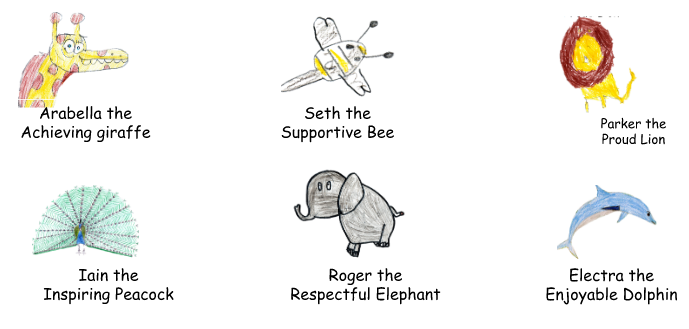 Arabella the
Achieving giraffe
Seth the
Supportive Bee
Parker the
Proud Lion
Iain the
Inspiring Peacock
Roger the
Respectful Elephant
Electra the
Enjoyable Dolphin